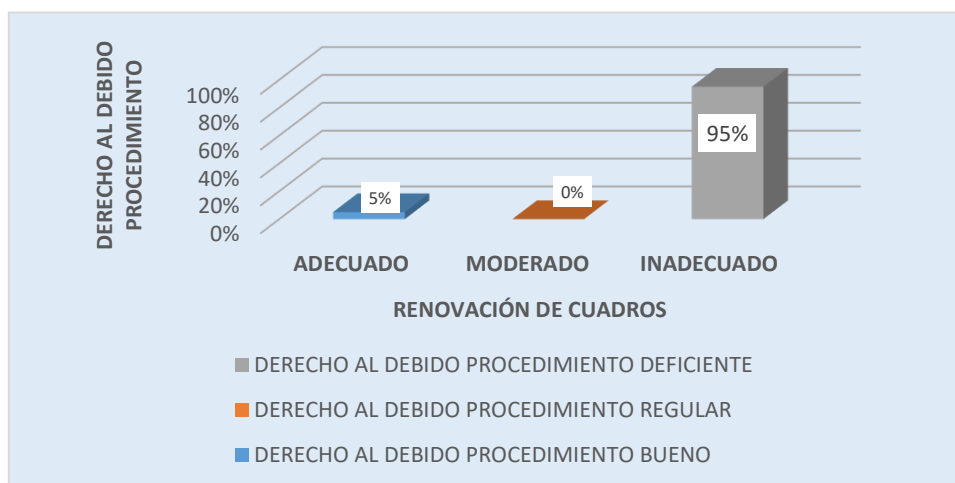 DERECHO AL DEBIDO
PROCEDIMIENTO
100%
80%
60%
40%
20%
0%
5%
0%
95%
ADECUADO
MODERADO
INADECUADO
RENOVACIÓN DE CUADROS
DERECHO AL DEBIDO PROCEDIMIENTO DEFICIENTE
DERECHO AL DEBIDO PROCEDIMIENTO REGULAR
DERECHO AL DEBIDO PROCEDIMIENTO BUENO